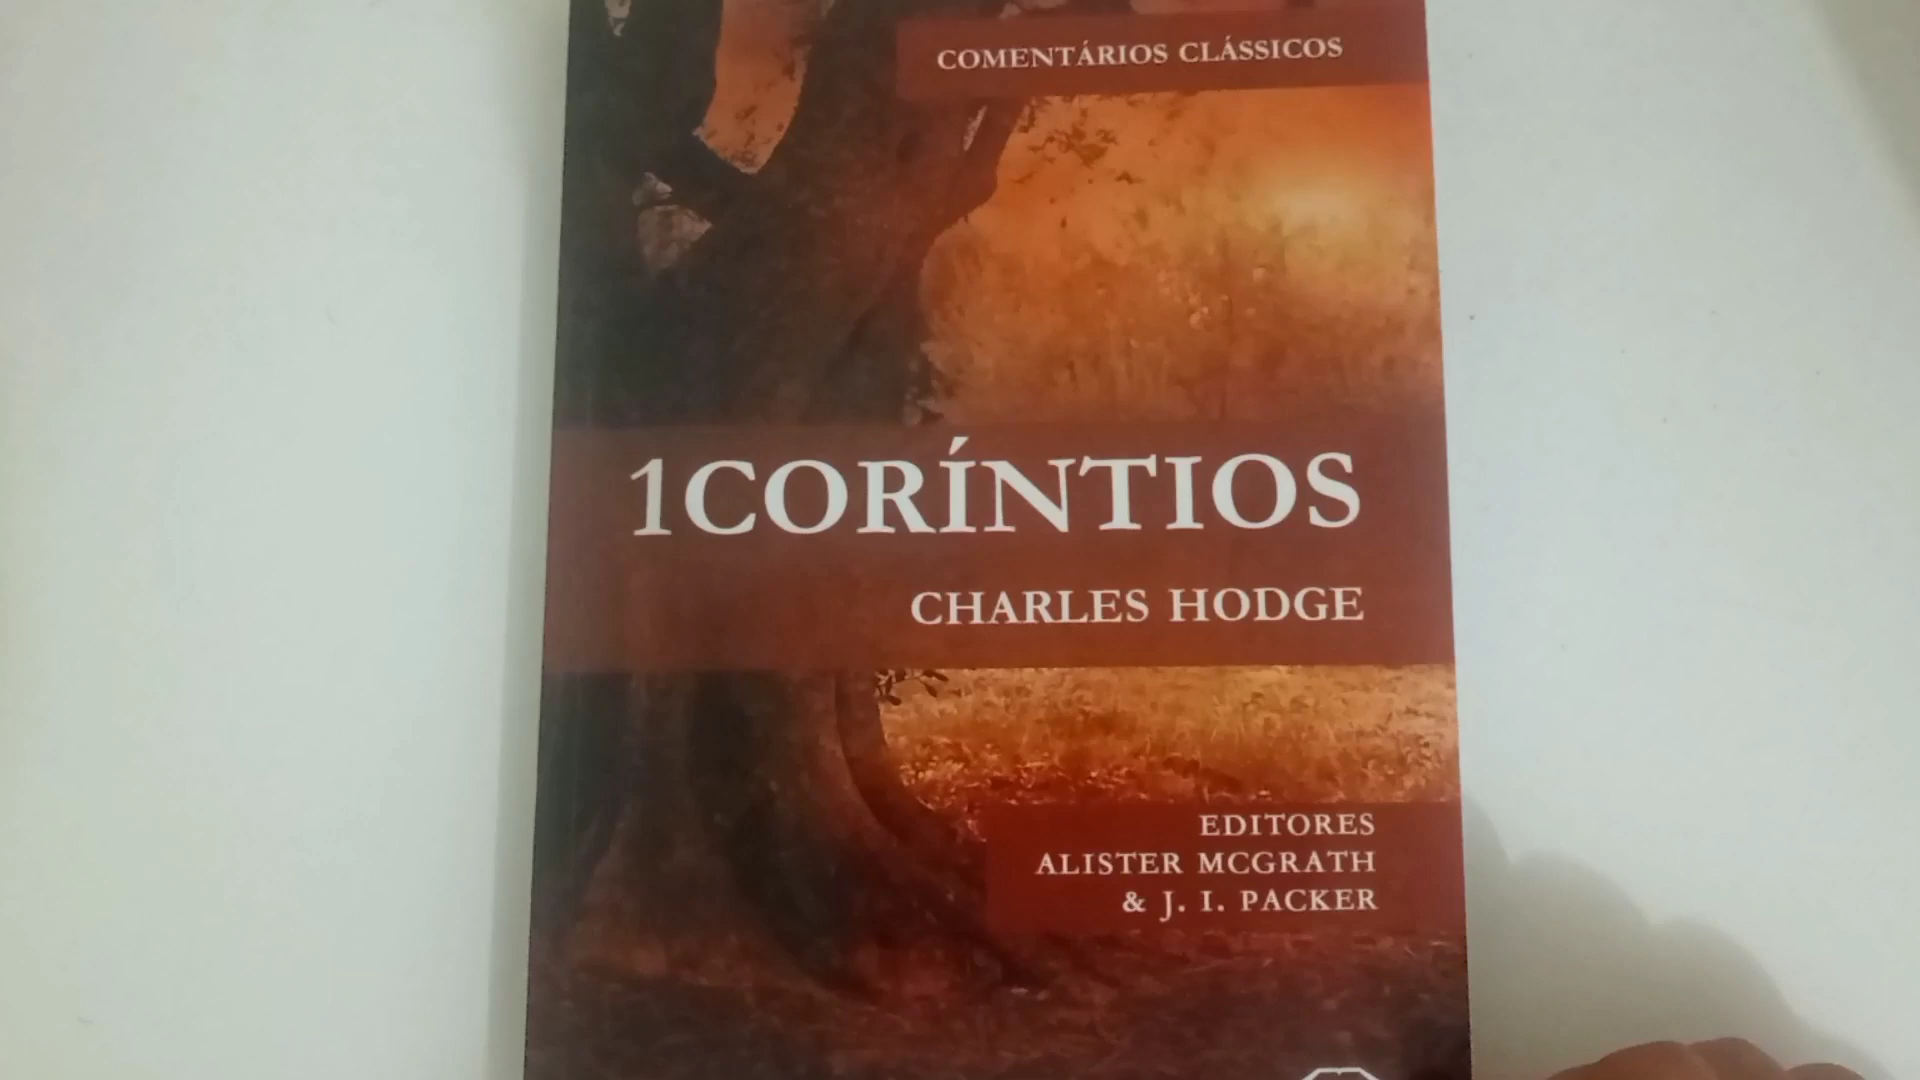 COMENTÁRIOS CLÁSSICOS
1CORÍNTIOS
CHARLES HODGE
EDITORES
ALISTER MCGRATH
& J. I. PACKER